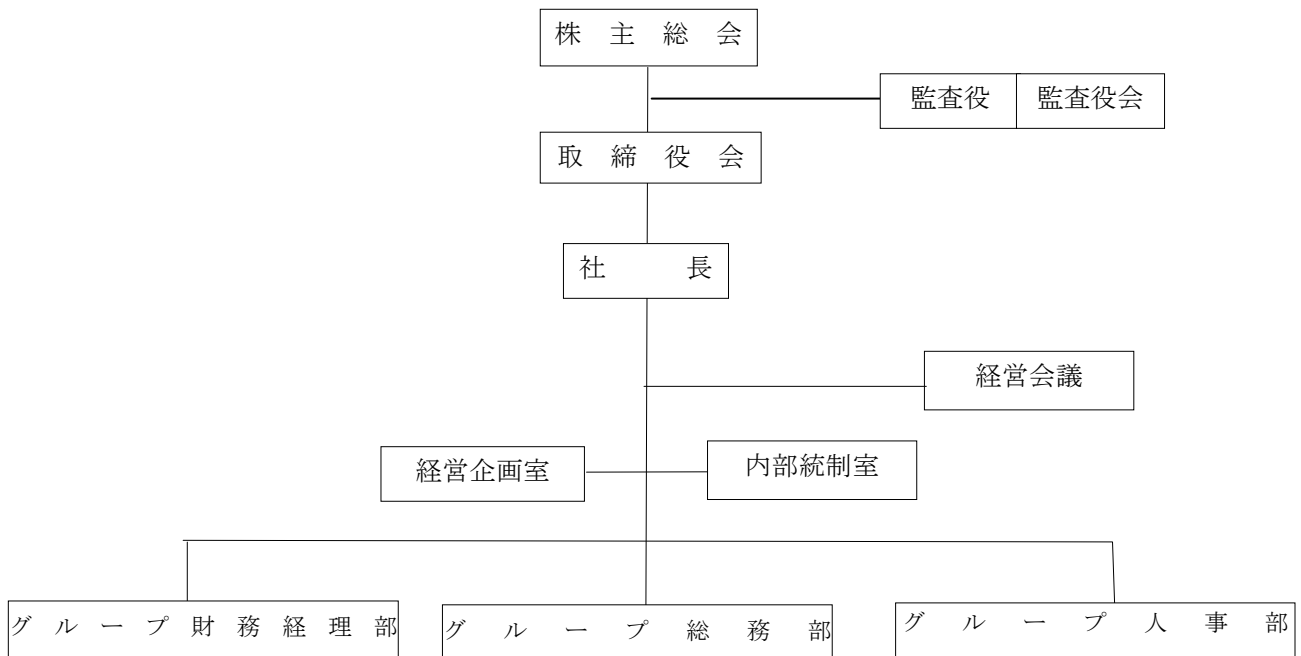 株主総会
監査役 監査役会
取締役会
社長
経営会議
経営企画室 内部統制室
グループ財務経理部 グループ総務部 グループ人事部